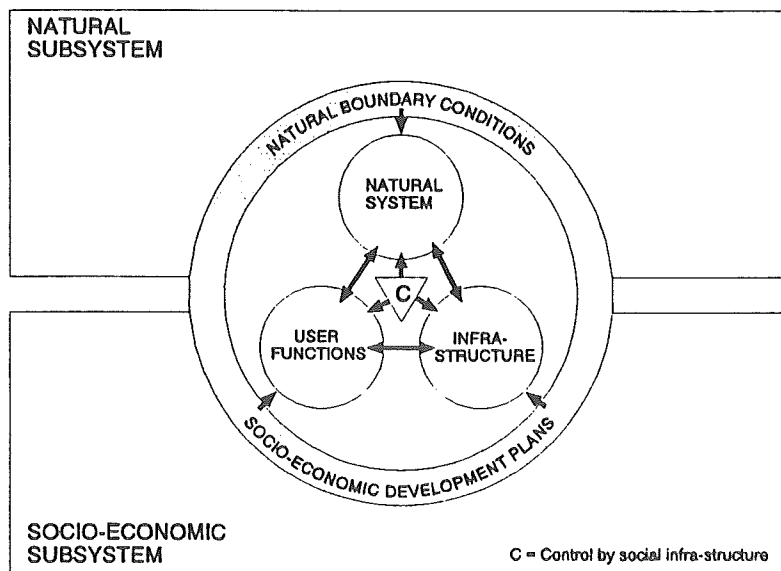 NATURAL
SUBSYSTEM
NATURAL BOUNDARY CONDITIONS
NATURAL
SYSTEM
C
USER
FUNCTIONS
INFRA-
STRUCTURE
SOCIO-ECONOMIC DEVELOPMENT PLANS
SOCIO-ECONOMIC
SUBSYSTEM
C = Control by social infra-structure